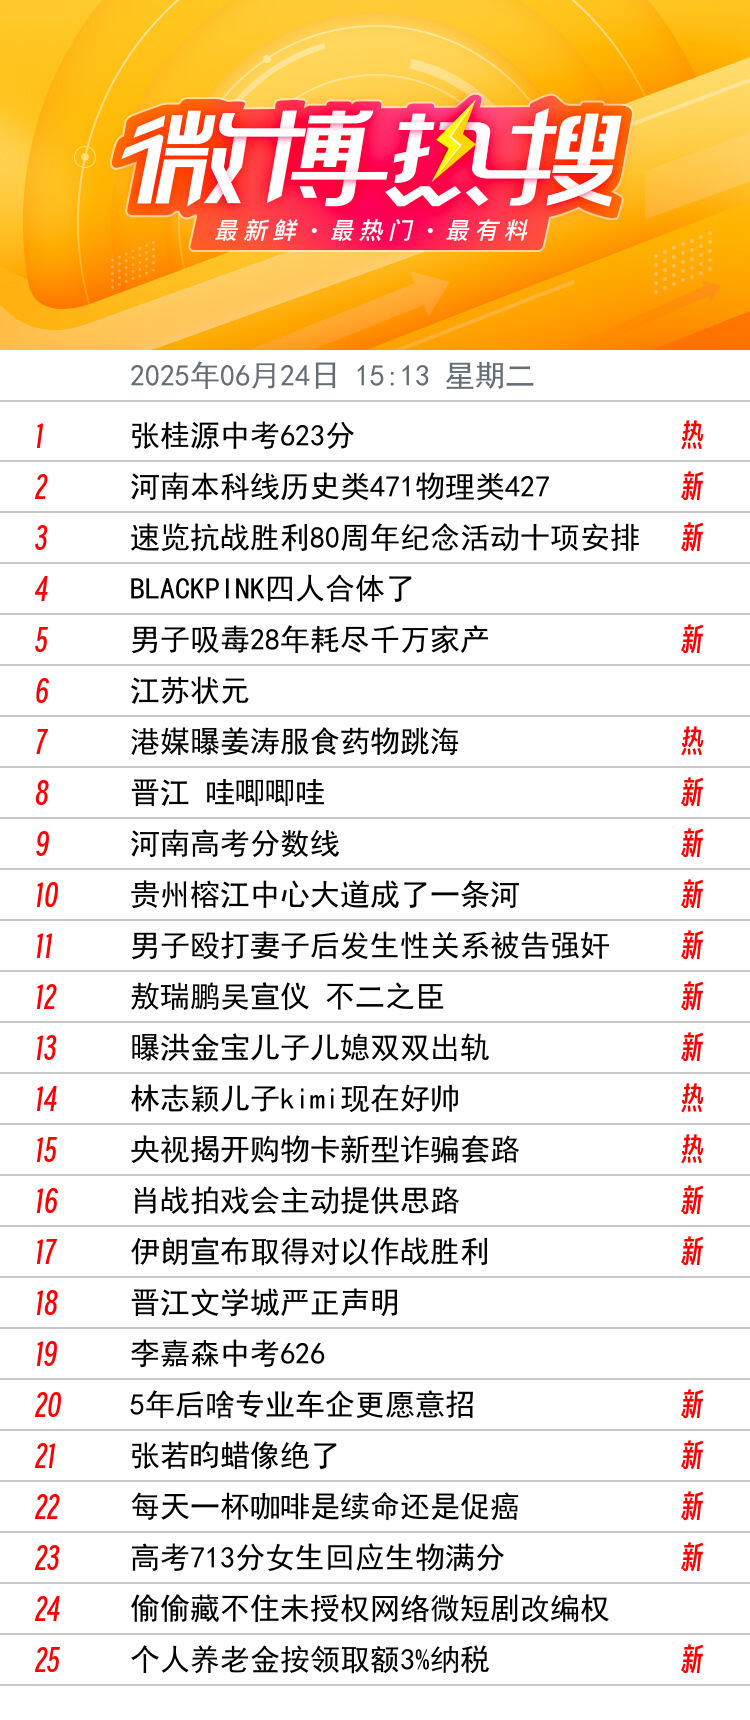 微博热搜
最新鲜·最热门·最有料
2025年06月24日 15:13 星期二
1 张桂源中考623分 热
2 河南本科线历史类471物理类427 新
3 速览抗战胜利80周年纪念活动十项安排 新
4 BLACKPINK四人合体了
5 男子吸毒28年耗尽千万家产 新
6 江苏状元
7 港媒曝姜涛服食药物跳海 热
8 晋江 哇唧唧哇 新
9 河南高考分数线 新
10 贵州榕江中心大道成了一条河 新
11 男子殴打妻子后发生性关系被告强奸 新
12 敖瑞鹏吴宣仪 不二之臣 新
13 曝洪金宝儿子儿媳双双出轨 新
14 林志颖儿子kimi现在好帅 热
15 央视揭开购物卡新型诈骗套路 热
16 肖战拍戏会主动提供思路 新
17 伊朗宣布取得对以作战胜利 新
18 晋江文学城严正声明
19 李嘉森中考626
20 5年后啥专业车企更愿意招 新
21 张若昀蜡像绝了 新
22 每天一杯咖啡是续命还是促癌 新
23 高考713分女生回应生物满分 新
24 偷偷藏不住未授权网络微短剧改编权
25 个人养老金按领取额3%纳税 新